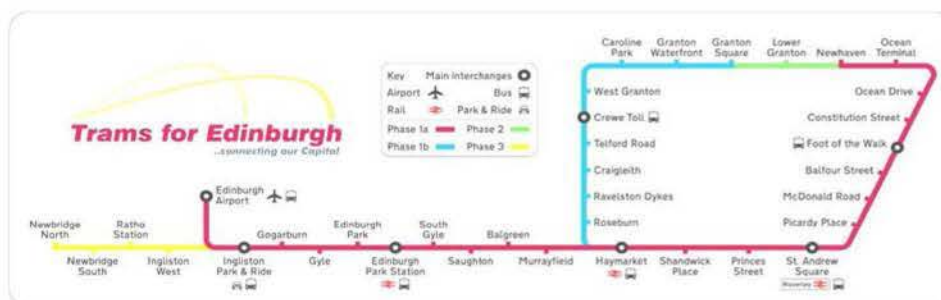 Trams for Edinburgh
...connecting our Capital
Key
Main Interchanges
Airport
Bus
Rail
Park & Ride
Phase 1a
Phase 2
Phase 1b
Phase 3
Caroline
Park
Granton
Waterfront
Granton
Square
Lower
Granton
Newhaven
Ocean
Terminal
West Granton
Crewe Toll
Telford Road
Craigleith
Ravelston Dykes
Roseburn
Ocean Drive
Constitution Street
Foot of the Walk
Balfour Street
McDonald Road
Picardy Place
Edinburgh
Airport
Newbridge
North
Ratho
Station
Gogarburn
Edinburgh
Park
South
Gyle
Balgreen
Newbridge
South
Ingliston
West
Ingliston
Park & Ride
Gyle
Edinburgh
Park Station
Saughton
Murrayfield
Haymarket
Shandwick
Place
Princes
Street
St. Andrew
Square
Waverley